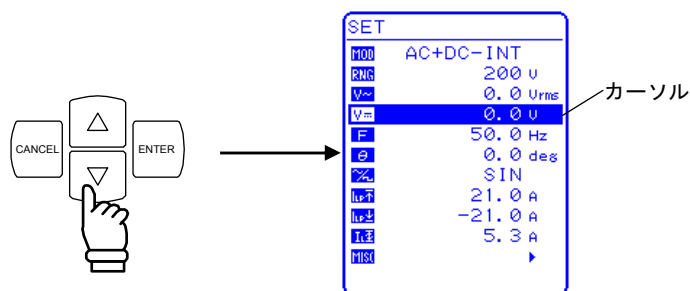 CANCEL
ENTER
SET
MOD AC+DC-INT
RNG 200 V
V~ 0.0 Vrms
V⎓ 0.0 V
F 50.0 Hz
θ 0.0 deg
SIN
21.0 A
-21.0 A
5.3 A
MISC
カーソル